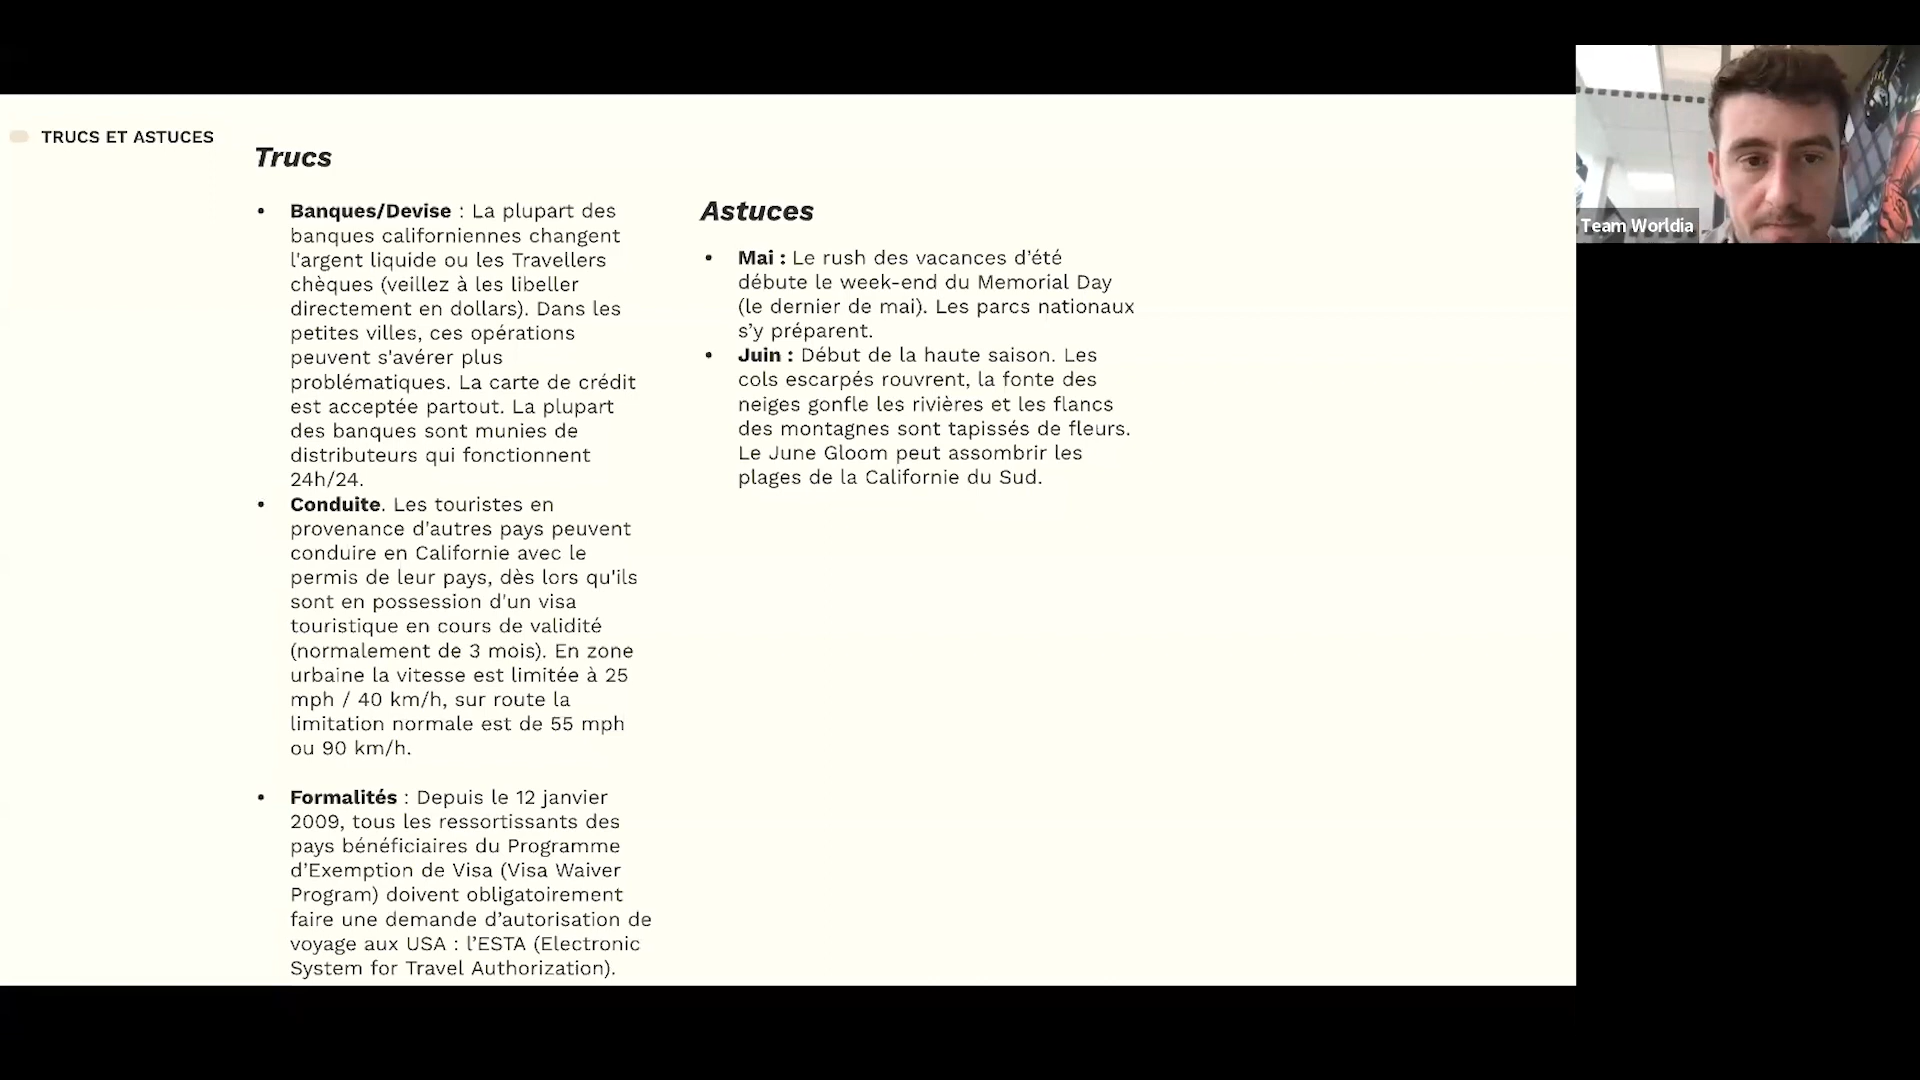 TRUCS ET ASTUCES
Trucs
• Banques/Devise : La plupart des
banques californiennes changent
l'argent liquide ou les Travellers
chèques (veillez à les libeller
directement en dollars). Dans les
petites villes, ces opérations
peuvent s'avérer plus
problématiques. La carte de crédit
est acceptée partout. La plupart
des banques sont munies de
distributeurs qui fonctionnent
24h/24.
• Conduite. Les touristes en
provenance d'autres pays peuvent
conduire en Californie avec le
permis de leur pays, dès lors qu'ils
sont en possession d'un visa
touristique en cours de validité
(normalement de 3 mois). En zone
urbaine la vitesse est limitée à 25
mph / 40 km/h, sur route la
limitation normale est de 55 mph
ou 90 km/h.
• Formalités : Depuis le 12 janvier
2009, tous les ressortissants des
pays bénéficiaires du Programme
d’Exemption de Visa (Visa Waiver
Program) doivent obligatoirement
faire une demande d’autorisation de
voyage aux USA : l’ESTA (Electronic
System for Travel Authorization).
Astuces
• Mai : Le rush des vacances d’été
débute le week-end du Memorial Day
(le dernier de mai). Les parcs nationaux
s’y préparent.
• Juin : Début de la haute saison. Les
cols escarpés rouvrent, la fonte des
neiges gonfle les rivières et les flancs
des montagnes sont tapissés de fleurs.
Le June Gloom peut assombrir les
plages de la Californie du Sud.
Team Worldia